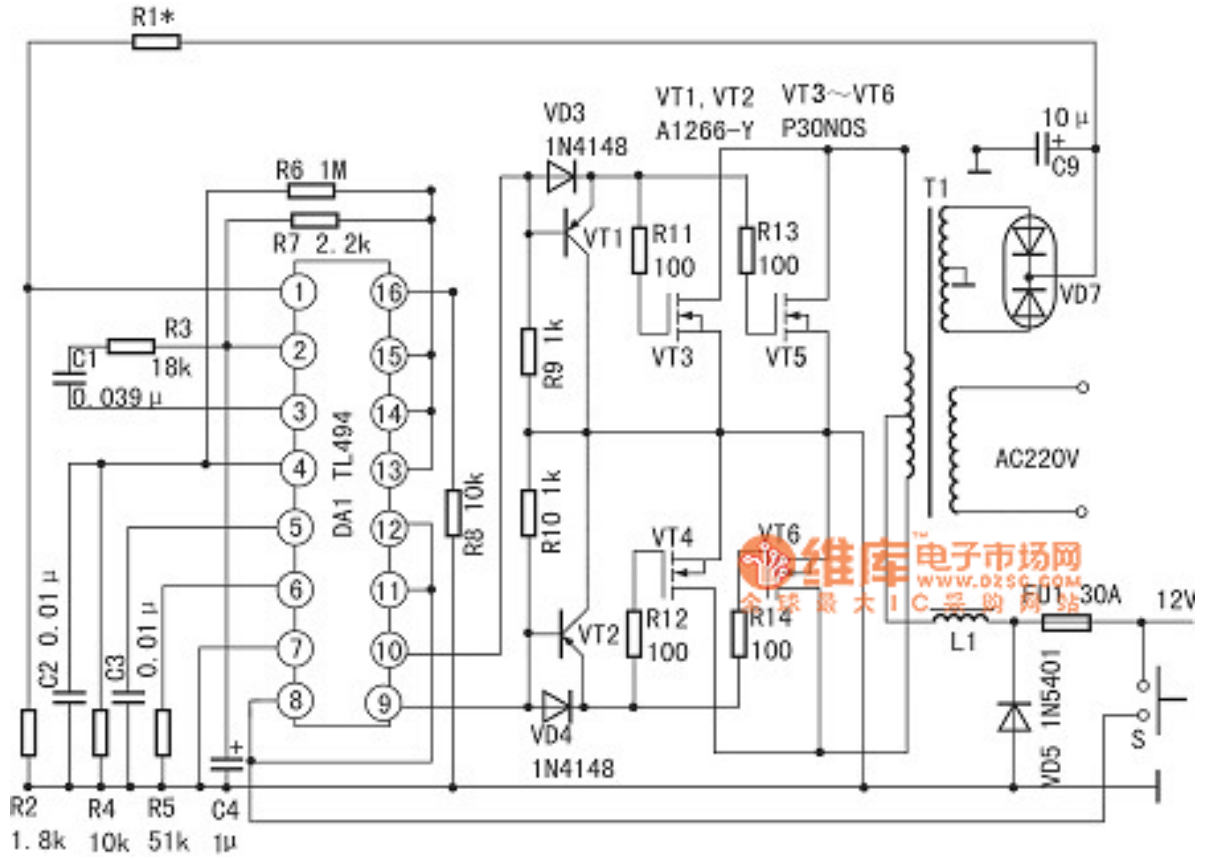 R1*
VT1, VT2
VT3～VT6
A1266-Y
P30N0S
VD3
1N4148
10μ
+
C9
T1
R6 1M
R7 2.2k
VT1
R11
100
R13
100
VD7
1
16
R3
18k
C1
0.039μ
2
15
R9 1k
VT3
VT5
3
14
DA1 TL494
4
13
AC220V
R8 10k
R10 1k
5
12
VT4
VT6
维库
™
电子市场网
WWW.DZSC.COM
全球最大IC采购网站
6
11
FU1 30A
12V
C2 0.01μ
C3 0.01μ
R12
100
R14
100
VT2
L1
7
10
8
9
VD4
1N4148
VD5 1N5401
S
+
R2
1.8k
R4
10k
R5
51k
C4
1μ